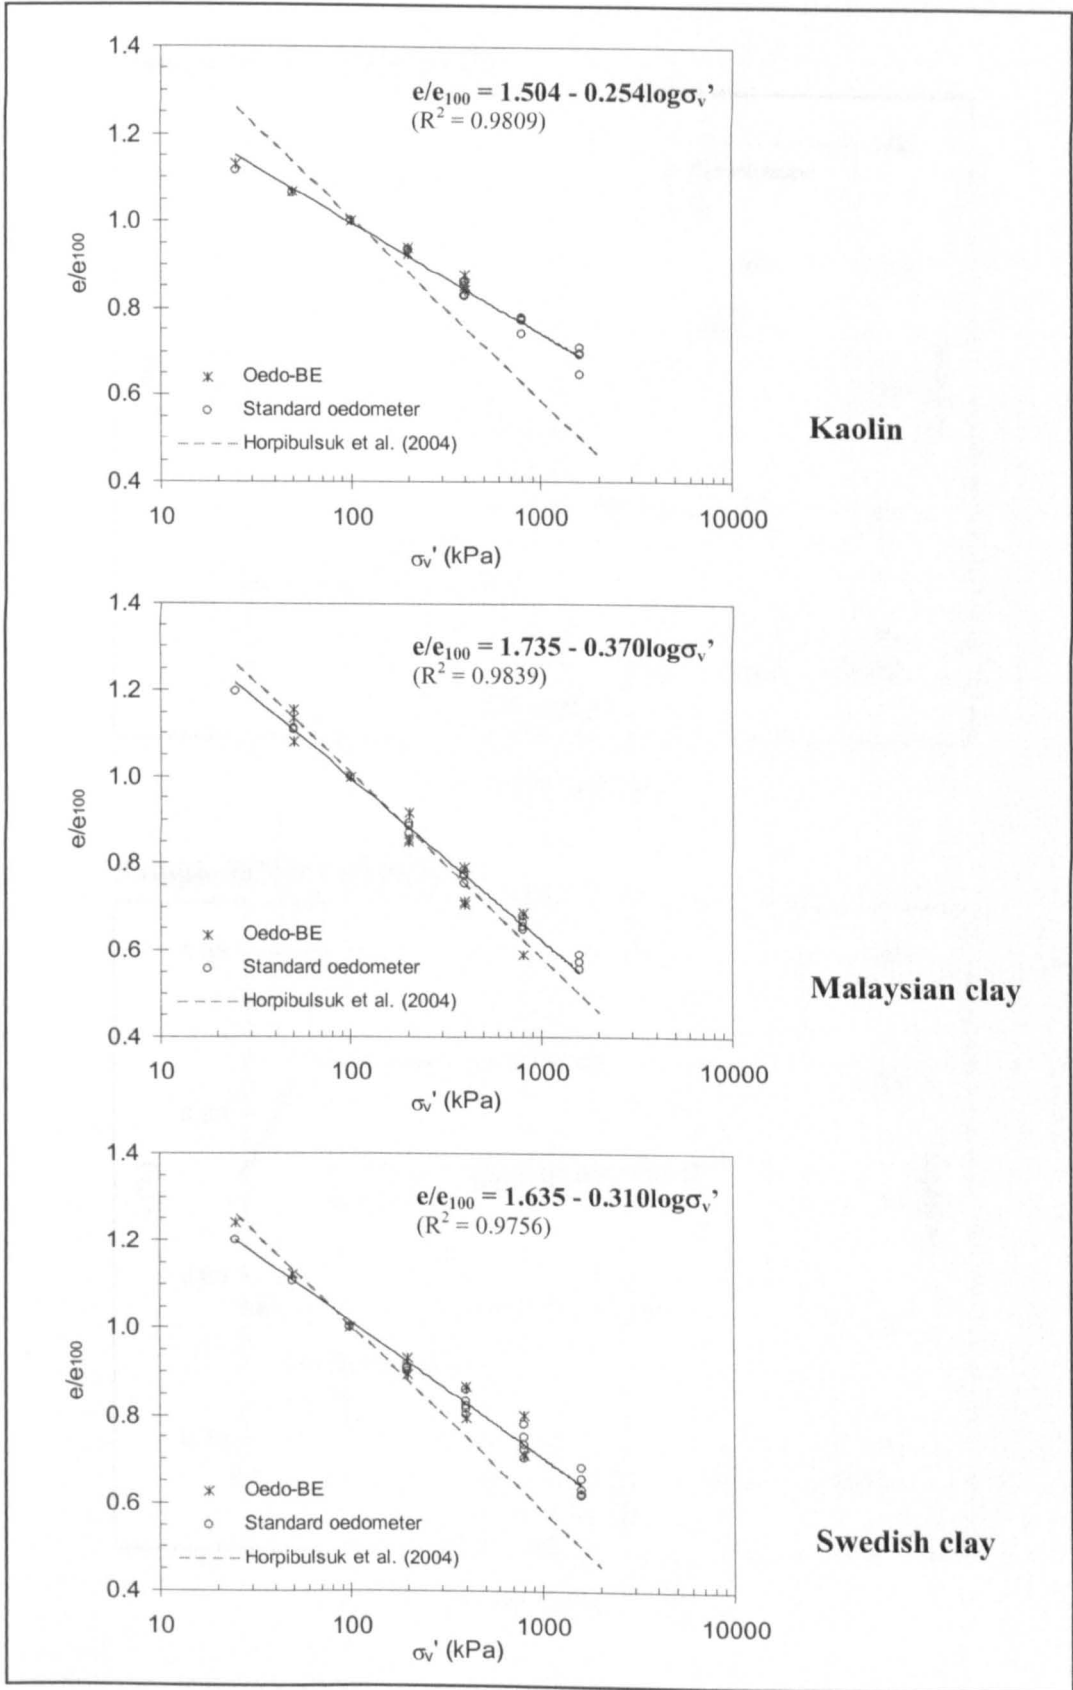 1.4
1.2
1.0
0.8
0.6
0.4
e/e100
e/e100 = 1.504 - 0.254logσv'
(R2 = 0.9809)
Oedo-BE
Standard oedometer
Horpibulsuk et al. (2004)
10 100 1000 10000
σv' (kPa)
Kaolin
1.4
1.2
1.0
0.8
0.6
0.4
e/e100
e/e100 = 1.735 - 0.370logσv'
(R2 = 0.9839)
Oedo-BE
Standard oedometer
Horpibulsuk et al. (2004)
10 100 1000 10000
σv' (kPa)
Malaysian clay
1.4
1.2
1.0
0.8
0.6
0.4
e/e100
e/e100 = 1.635 - 0.310logσv'
(R2 = 0.9756)
Oedo-BE
Standard oedometer
Horpibulsuk et al. (2004)
10 100 1000 10000
σv' (kPa)
Swedish clay